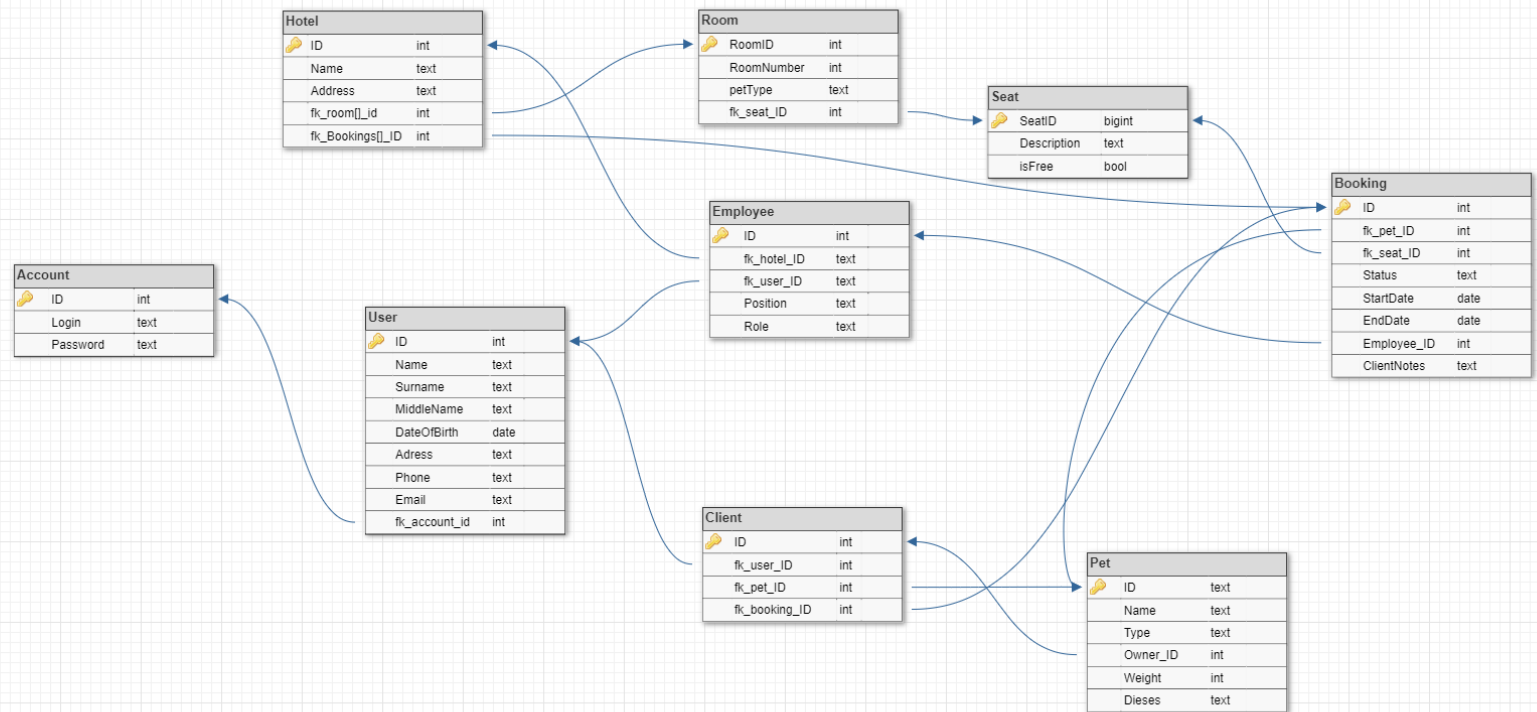 Hotel
ID int
Name text
Address text
fk_room[]_id int
fk_Bookings[]_ID int
Room
RoomID int
RoomNumber int
petType text
fk_seat_ID int
Seat
SeatID bigint
Description text
isFree bool
Booking
ID int
fk_pet_ID int
fk_seat_ID int
Status text
StartDate date
EndDate date
Employee_ID int
ClientNotes text
Employee
ID int
fk_hotel_ID text
fk_user_ID text
Position text
Role text
Account
ID int
Login text
Password text
User
ID int
Name text
Surname text
MiddleName text
DateOfBirth date
Adress text
Phone text
Email text
fk_account_id int
Client
ID int
fk_user_ID int
fk_pet_ID int
fk_booking_ID int
Pet
ID text
Name text
Type text
Owner_ID int
Weight int
Dieses text